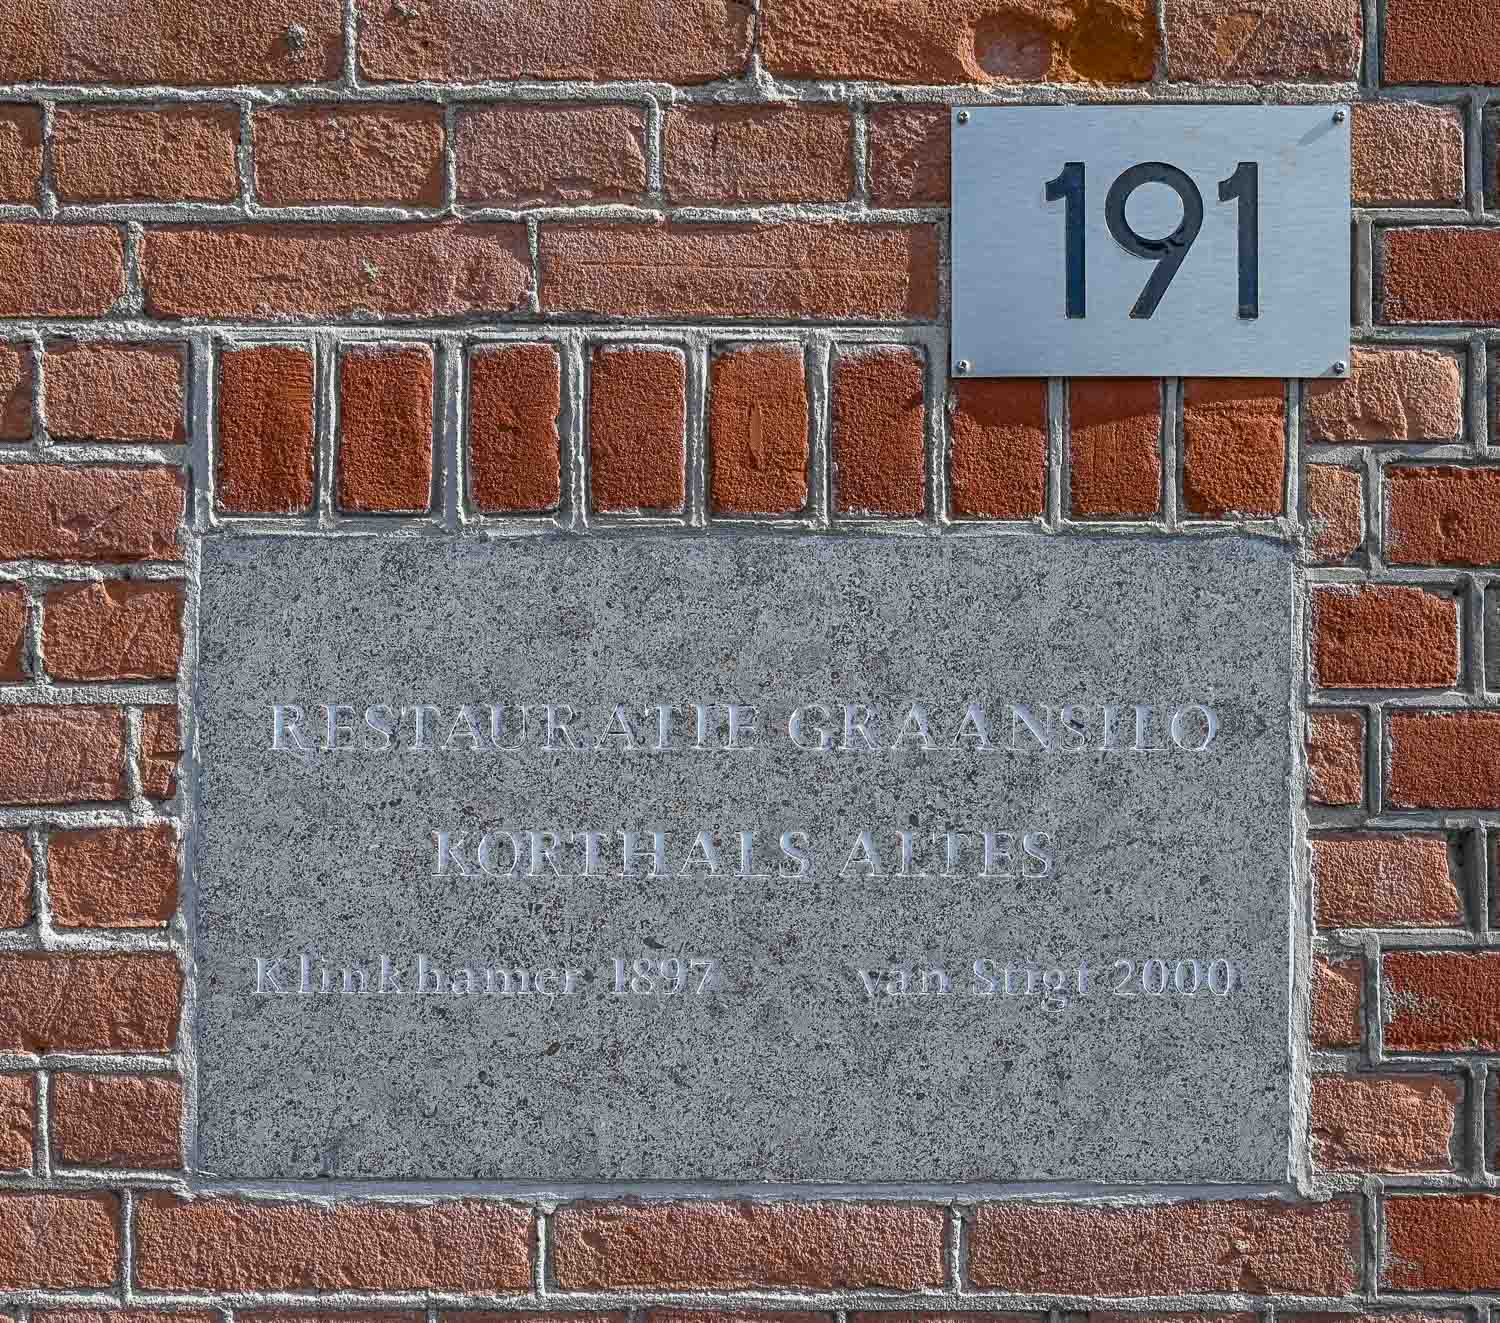 191
RESTAURATIE GRAANSILO
KORTHALS ALTES
Klinkhamer 1897 van Stigt 2000